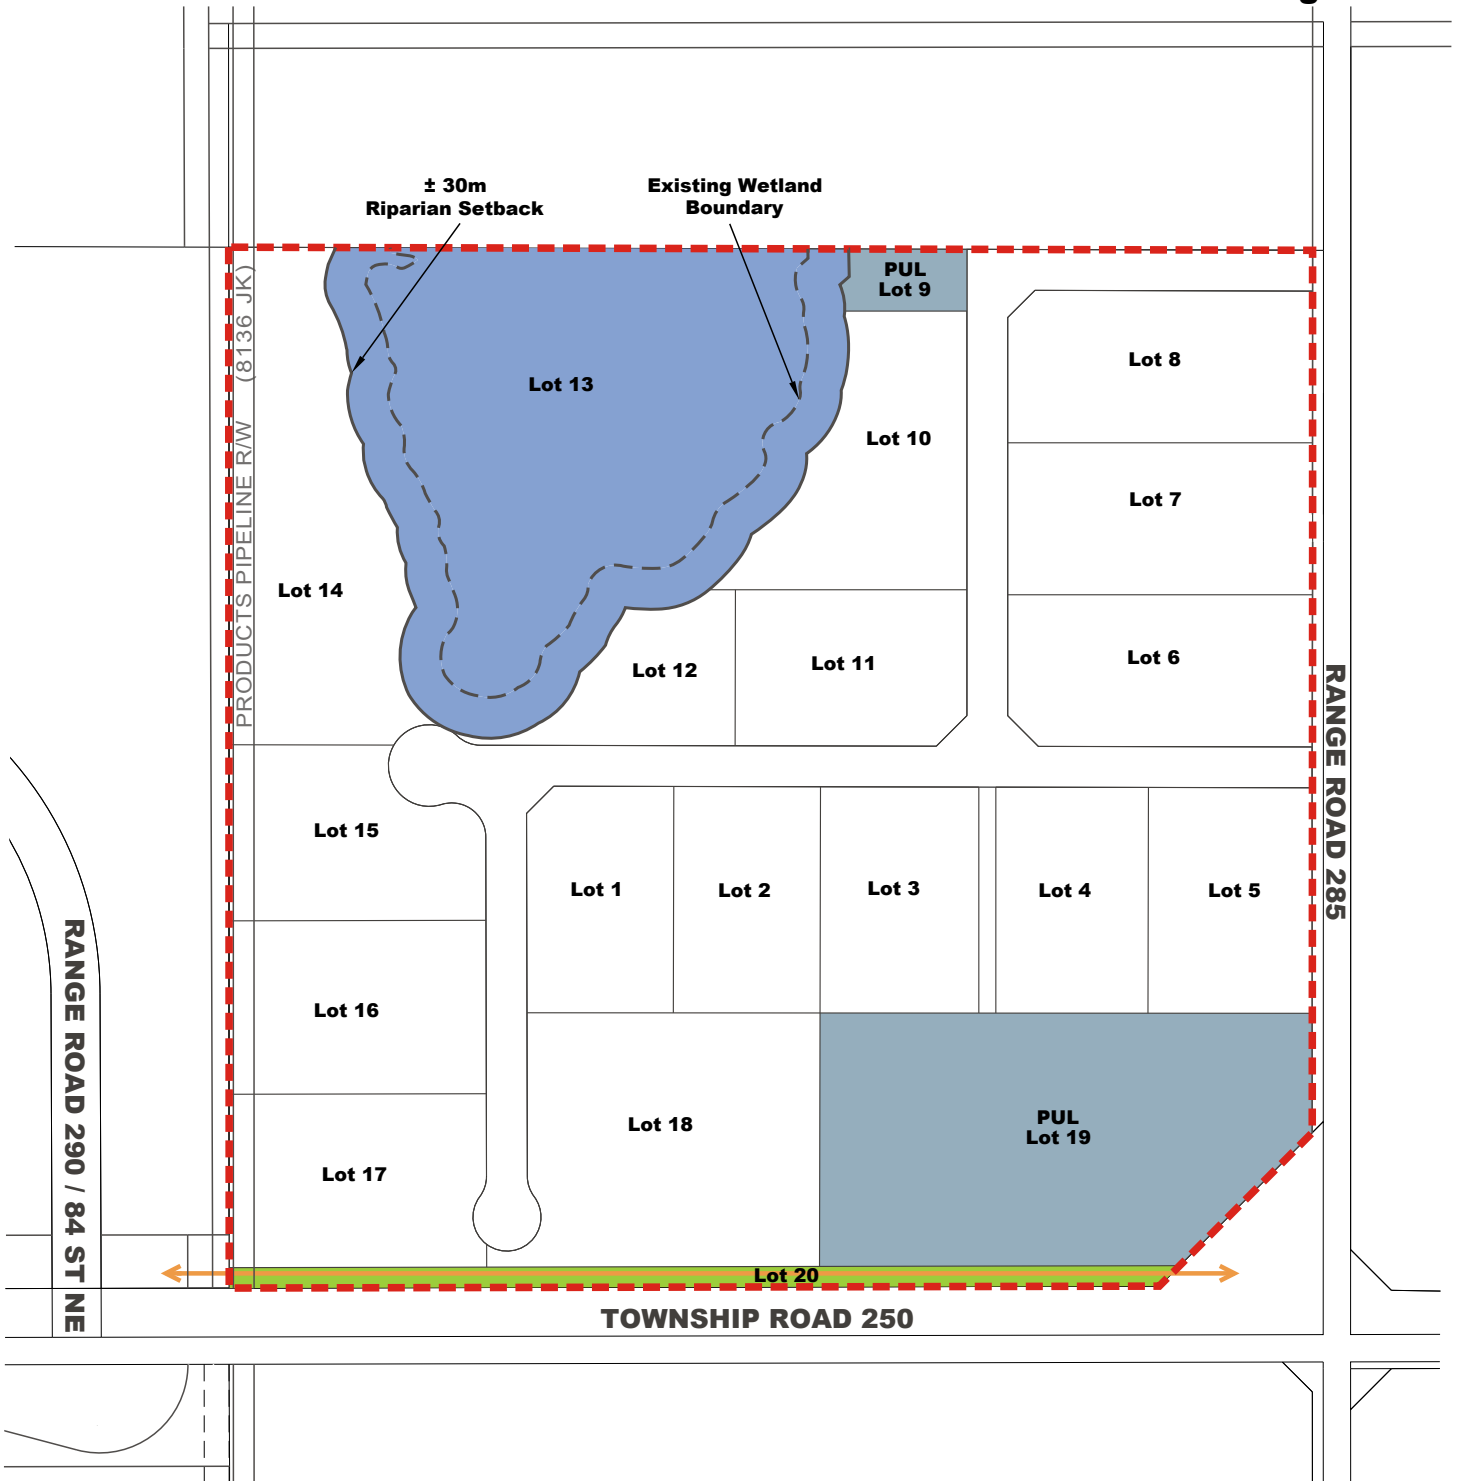 ± 30m
Riparian Setback
Existing Wetland
Boundary
PUL
Lot 9
PRODUCTS PIPELINE R/W (8136 JK)
Lot 8
Lot 13
Lot 10
Lot 7
Lot 14
Lot 6
Lot 12
Lot 11
RANGE ROAD 285
Lot 15
Lot 1
Lot 2
Lot 3
Lot 4
Lot 5
RANGE ROAD 290 / 84 ST NE
Lot 16
Lot 18
PUL
Lot 19
Lot 17
Lot 20
TOWNSHIP ROAD 250